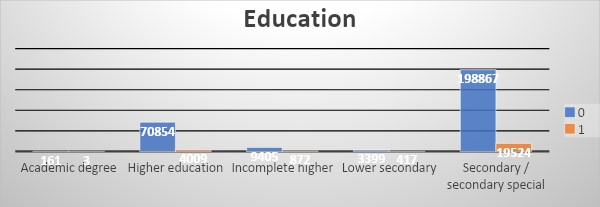 Education
198867
70854
19524
161 3 4009 9405 872 3399 417
Academic degree Higher education Incomplete higher Lower secondary Secondary /
secondary special
0
1